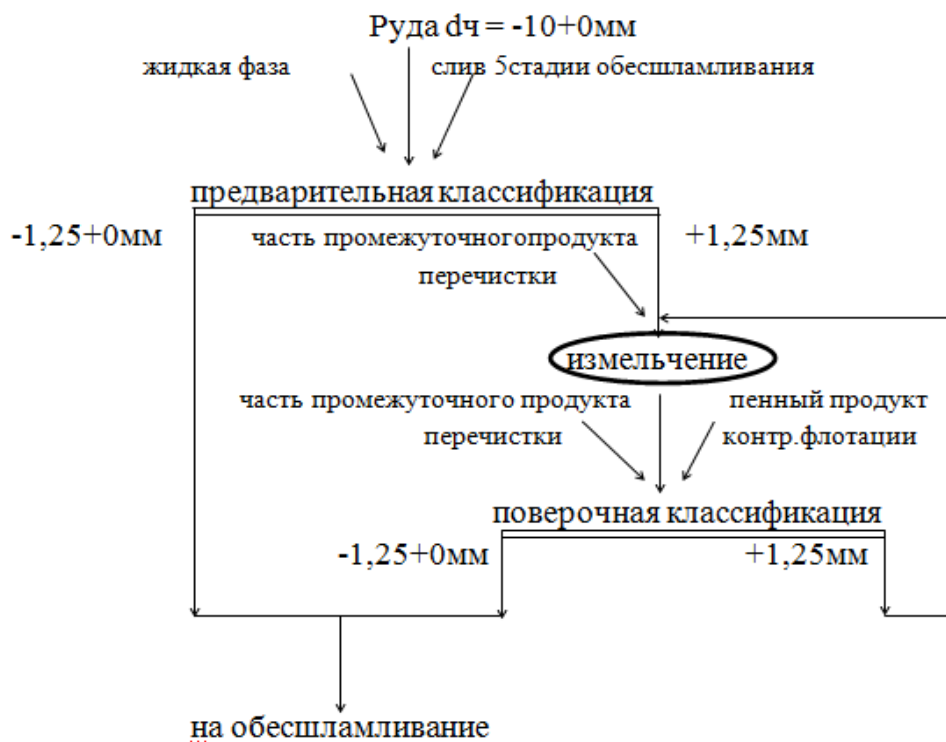 Руда dч = -10+0мм
жидкая фаза
слив 5стадии обесшламливания
предварительная классификация
-1,25+0мм
часть промежуточногопродукта
перечистки
+1,25мм
измельчение
часть промежуточного продукта
перечистки
пенный продукт
контр.флотации
поверочная классификация
-1,25+0мм
+1,25мм
на обесшламливание